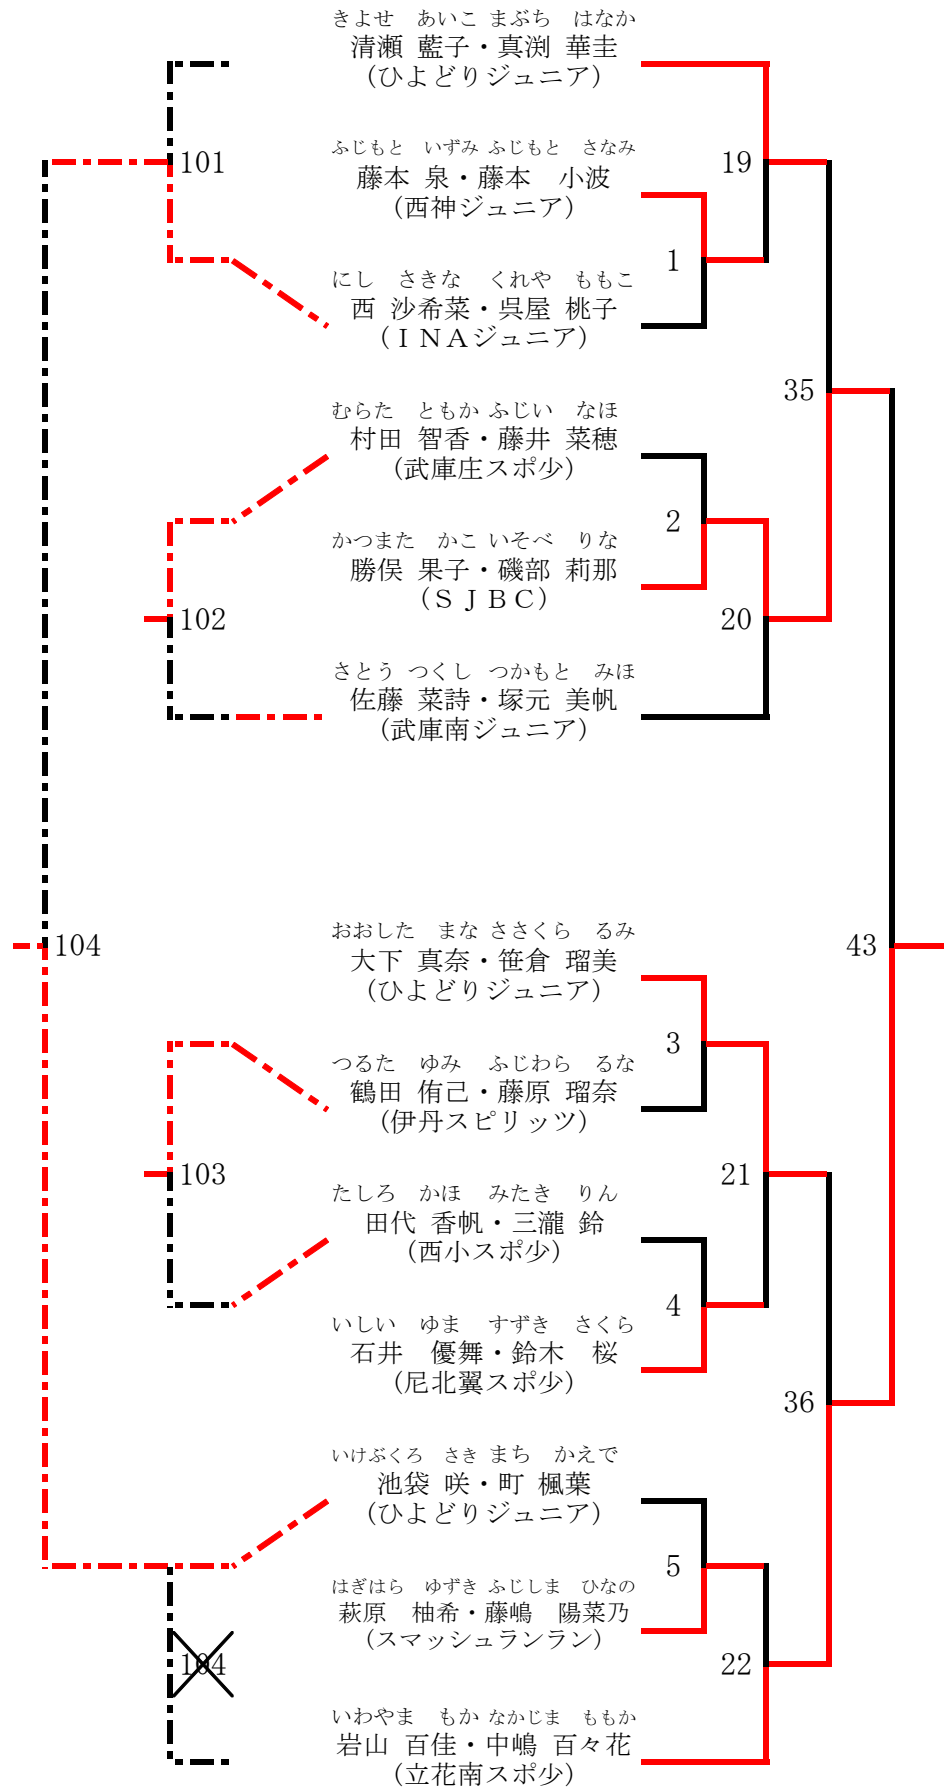 きよせ　あいこ まぶち　はなか
清瀬 藍子・真渕 華圭
（ひよどりジュニア）
101
19
ふじもと　いずみ ふじもと　さなみ
藤本 泉・藤本　小波
（西神ジュニア）
1
にし　さきな　くれや　ももこ
西 沙希菜・呉屋 桃子
（ＩＮＡジュニア）
35
むらた　ともか ふじい　なほ
村田 智香・藤井 菜穂
（武庫庄スポ少）
2
かつまた　かこ いそべ　りな
勝俣 果子・磯部 莉那
（ＳＪＢＣ）
102
20
さとう つくし つかもと　みほ
佐藤 菜詩・塚元 美帆
（武庫南ジュニア）
104
43
おおした　まな ささくら　るみ
大下 真奈・笹倉 瑠美
（ひよどりジュニア）
3
つるた　ゆみ　ふじわら　るな
鶴田 侑己・藤原 瑠奈
（伊丹スピリッツ）
103
21
たしろ　かほ　みたき　りん
田代 香帆・三瀧 鈴
（西小スポ少）
4
いしい　ゆま　すずき　さくら
石井　優舞・鈴木　桜
（尼北翼スポ少）
36
いけぶくろ　さき まち　かえで
池袋 咲・町 楓葉
（ひよどりジュニア）
5
はぎはら　ゆずき ふじしま　ひなの
萩原　柚希・藤嶋　陽菜乃
（スマッシュランラン）
104
22
いわやま　もか なかじま　ももか
岩山 百佳・中嶋 百々花
（立花南スポ少）